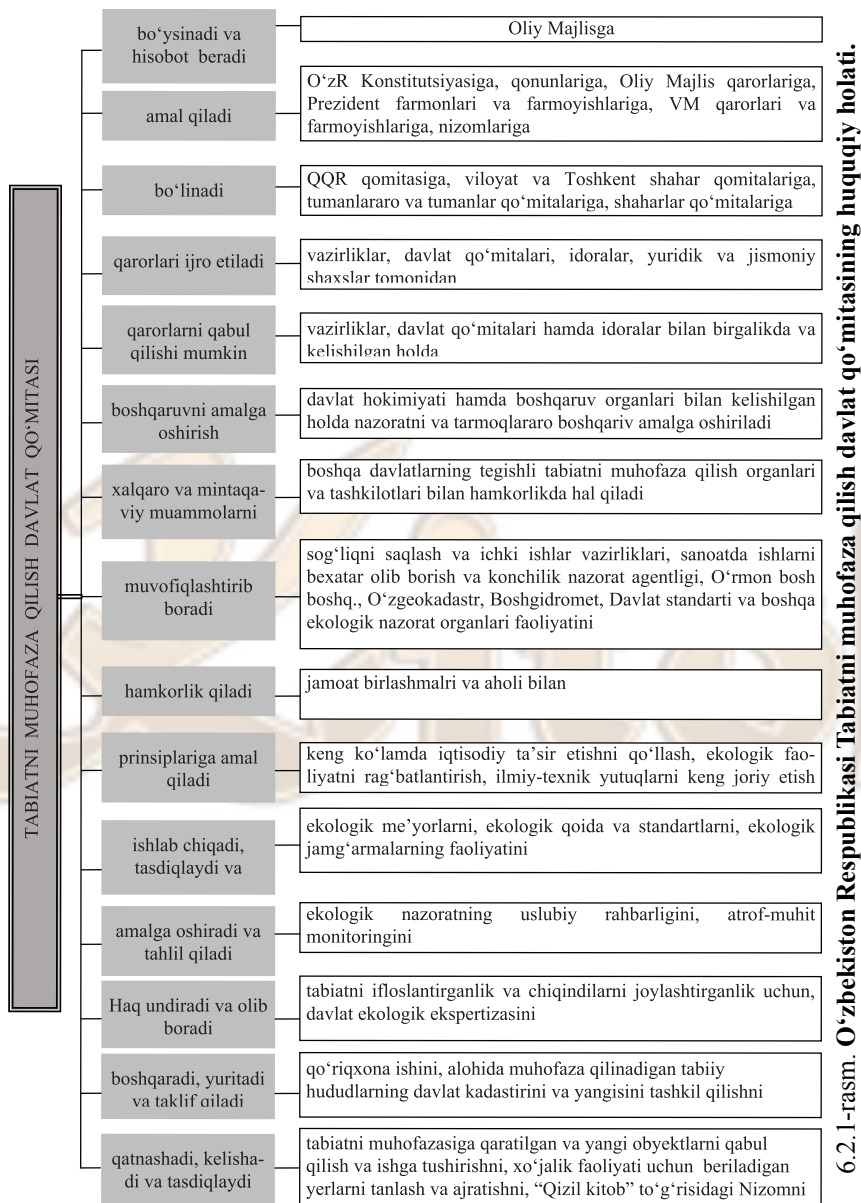 TABIATNI MUHOFAZA QILISH DAVLAT QO‘MITASI
bo‘ysinadi va
hisobot beradi
Oliy Majlisga
amal qiladi
O‘zR Konstitutsiyasiga, qonunlariga, Oliy Majlis qarorlariga,
Prezident farmonlari va farmoyishlariga, VM qarorlari va
farmoyishlariga, nizomlariga
bo‘linadi
QQR qomitasiga, viloyat va Toshkent shahar qomitalariga,
tumanlararo va tumanlar qo‘mitalariga, shaharlar qo‘mitalariga
qarorlari ijro etiladi
vazirliklar, davlat qo‘mitalari, idoralar, yuridik va jismoniy
shaxslar tomonidan
qarorlarni qabul
qilishi mumkin
vazirliklar, davlat qo‘mitalari hamda idoralar bilan birgalikda va
kelishilgan holda
boshqaruvni amalga
oshirish
davlat hokimiyati hamda boshqaruv organlari bilan kelishilgan
holda nazoratni va tarmoqlararo boshqariv amalga oshiriladi
xalqaro va mintaqa-
viy muammolarni
boshqa davlatlarning tegishli tabiatni muhofaza qilish organlari
va tashkilotlari bilan hamkorlikda hal qiladi
muvofiqlashtirib
boradi
sog‘liqni saqlash va ichki ishlar vazirliklari, sanoatda ishlarni
bexatar olib borish va konchilik nazorat agentligi, O‘rmon bosh
boshq., O‘zgeokadastr, Boshgidromet, Davlat standarti va boshqa
ekologik nazorat organlari faoliyatini
hamkorlik qiladi
jamoat birlashmalri va aholi bilan
prinsiplariga amal
qiladi
keng ko‘lamda iqtisodiy ta’sir etishni qo‘llash, ekologik fao-
liyatni rag‘batlantirish, ilmiy-texnik yutuqlarni keng joriy etish
ishlab chiqadi,
tasdiqlaydi va
ekologik me’yorlarni, ekologik qoida va standartlarni, ekologik
jamg‘armalarning faoliyatini
amalga oshiradi va
tahlil qiladi
ekologik nazoratning uslubiy rahbarligini, atrof-muhit
monitoringini
Haq undiradi va olib
boradi
tabiatni ifloslantirganlik va chiqindilarni joylashtirganlik uchun,
davlat ekologik ekspertizasini
boshqaradi, yuritadi
va taklif qiladi
qo‘riqxona ishini, alohida muhofaza qilinadigan tabiiy
hududlarning davlat kadastirini va yangisini tashkil qilishni
qatnashadi, kelisha-
di va tasdiqlaydi
tabiatni muhofazasiga qaratilgan va yangi obyektlarni qabul
qilish va ishga tushirishni, xo‘jalik faoliyati uchun beriladigan
yerlarni tanlash va ajratishni, “Qizil kitob” to‘g‘risidagi Nizomni
6.2.1-rasm. O‘zbekiston Respublikasi Tabiatni muhofaza qilish davlat qo‘mitasining huquqiy holati.